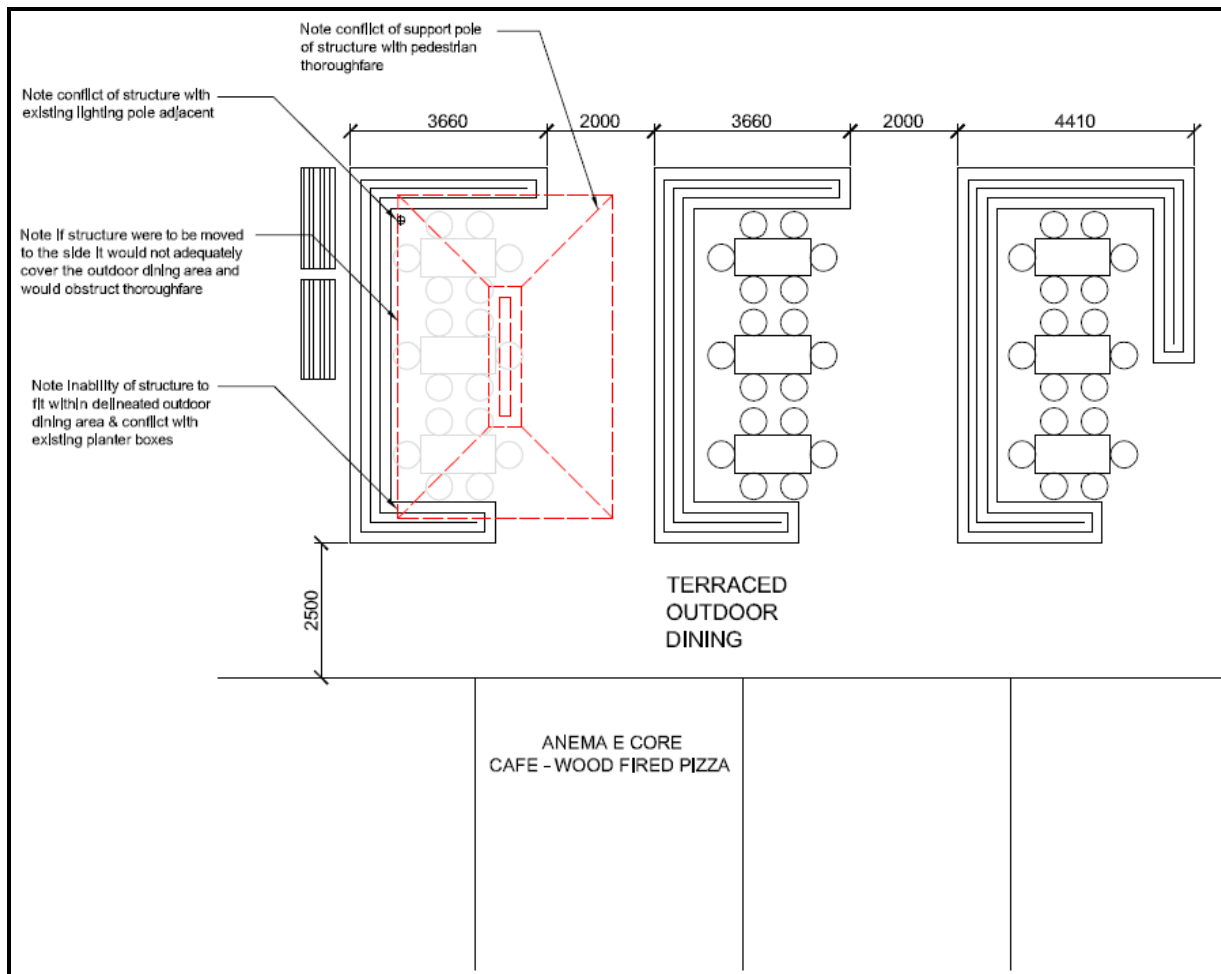 Note conflict of support pole
of structure with pedestrian
thoroughfare
Note conflict of structure with
existing lighting pole adjacent
3660
2000
3660
2000
4410
Note if structure were to be moved
to the side it would not adequately
cover the outdoor dining area and
would obstruct thoroughfare
Note inability of structure to
fit within delineated outdoor
dining area & conflict with
existing planter boxes
2500
TERRACED
OUTDOOR
DINING
ANEMA E CORE
CAFE - WOOD FIRED PIZZA